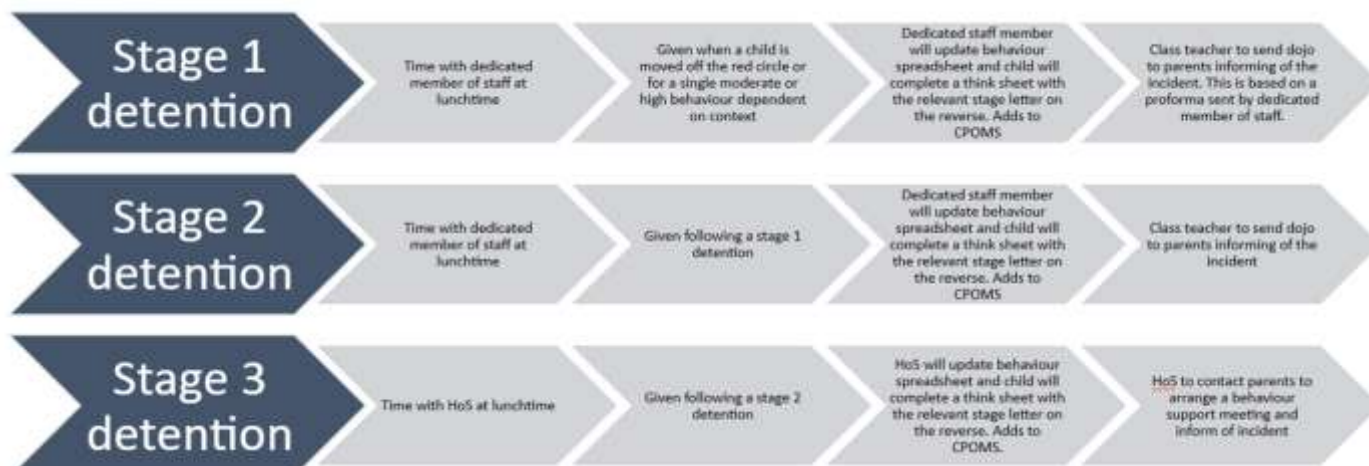 Stage 1
detention
Time with dedicated
member of staff at
lunchtime
Given when a child is
moved off the red circle or
for a single moderate or
high behaviour dependent
on context
Dedicated staff member
will update behaviour
spreadsheet and child will
complete a think sheet with
the relevant stage letter on
the reverse. Adds to
CPOMS
Class teacher to send dojo
to parents informing of the
incident. This is based on a
proforma sent by dedicated
member of staff.
Stage 2
detention
Time with dedicated
member of staff at
lunchtime
Given following a stage 1
detention
Dedicated staff member
will update behaviour
spreadsheet and child will
complete a think sheet with
the relevant stage letter on
the reverse. Adds to
CPOMS
Class teacher to send dojo
to parents informing of the
incident
Stage 3
detention
Time with HoS at lunchtime
Given following a stage 2
detention
HoS will update behaviour
spreadsheet and child will
complete a think sheet with
the relevant stage letter on
the reverse. Adds to
CPOMS.
HoS to contact parents to
arrange a behaviour
support meeting and
inform of incident